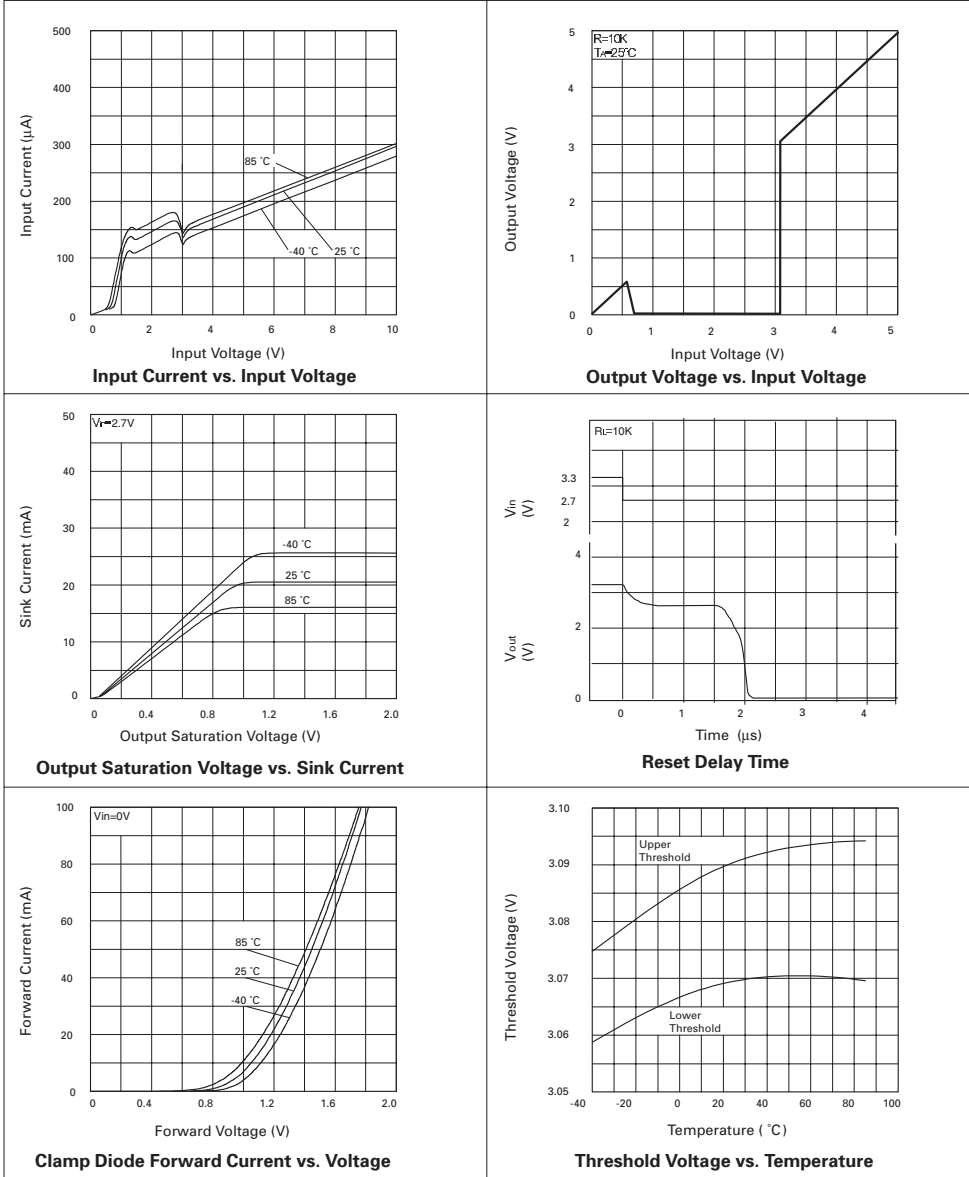 500
400
300
200
100
0
Input Current (µA)
85 ˚C
-40 ˚C
25 ˚C
0 2 4 6 8 10
Input Voltage (V)
Input Current vs. Input Voltage
R=10K
TA=25°C
5
4
3
2
1
0
Output Voltage (V)
0 1 2 3 4 5
Input Voltage (V)
Output Voltage vs. Input Voltage
50
40
30
20
10
0
Sink Current (mA)
-40 ˚C
25 ˚C
85 ˚C
0 0.4 0.8 1.2 1.6 2.0
Output Saturation Voltage (V)
Output Saturation Voltage vs. Sink Current
RL=10K
3.3
2.7
2
Vin
(V)
4
2
0
Vout
(V)
0 1 2 3 4
Time (µs)
Reset Delay Time
Vin=0V
100
80
60
40
20
0
Forward Current (mA)
85 ˚C
25 ˚C
-40 ˚C
0 0.4 0.8 1.2 1.6 2.0
Forward Voltage (V)
Clamp Diode Forward Current vs. Voltage
3.10
3.09
3.08
3.07
3.06
3.05
Threshold Voltage (V)
Upper
Threshold
Lower
Threshold
-40 -20 0 20 40 60 80 100
Temperature ( ˚C)
Threshold Voltage vs. Temperature